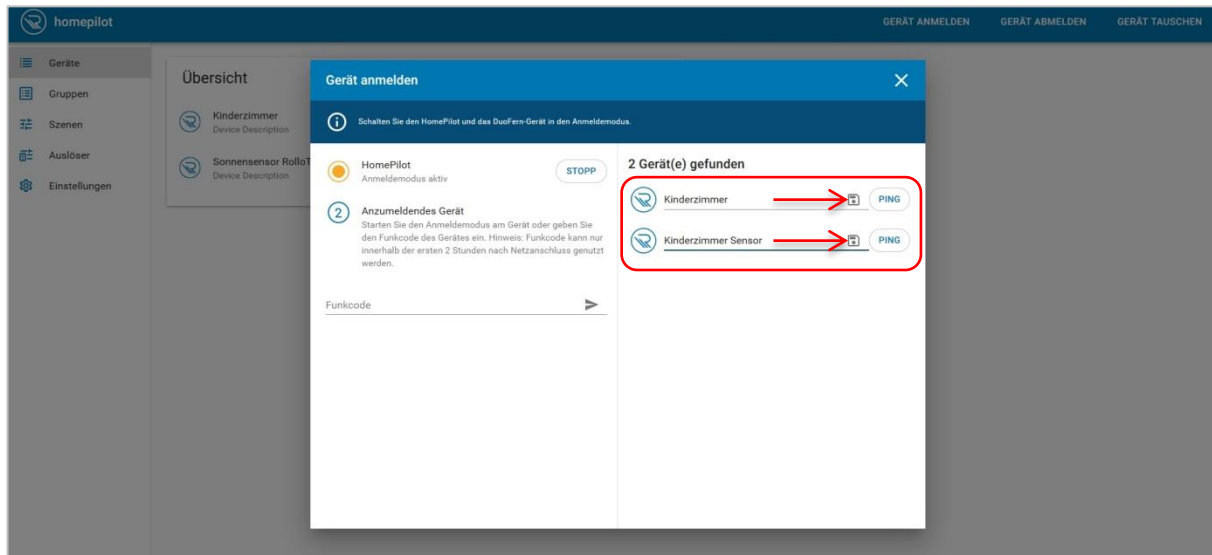 homepilot
GERÄT ANMELDEN
GERÄT ABMELDEN
GERÄT TAUSCHEN
Geräte
Gruppen
Szenen
Auslöser
Einstellungen
Übersicht
Kinderzimmer
Device Description
Sonnensensor RolloT
Device Description
Gerät anmelden
Schalten Sie den HomePilot und das DuoFern-Gerät in den Anmeldemodus.
HomePilot
Anmeldemodus aktiv
STOPP
2
Anzumeldendes Gerät
Starten Sie den Anmeldemodus am Gerät oder geben Sie
den Funkcode des Gerätes ein. Hinweis: Funkcode kann nur
innerhalb der ersten 2 Stunden nach Netzanschluss genutzt
werden.
Funkcode
2 Gerät(e) gefunden
Kinderzimmer
PING
Kinderzimmer Sensor
PING